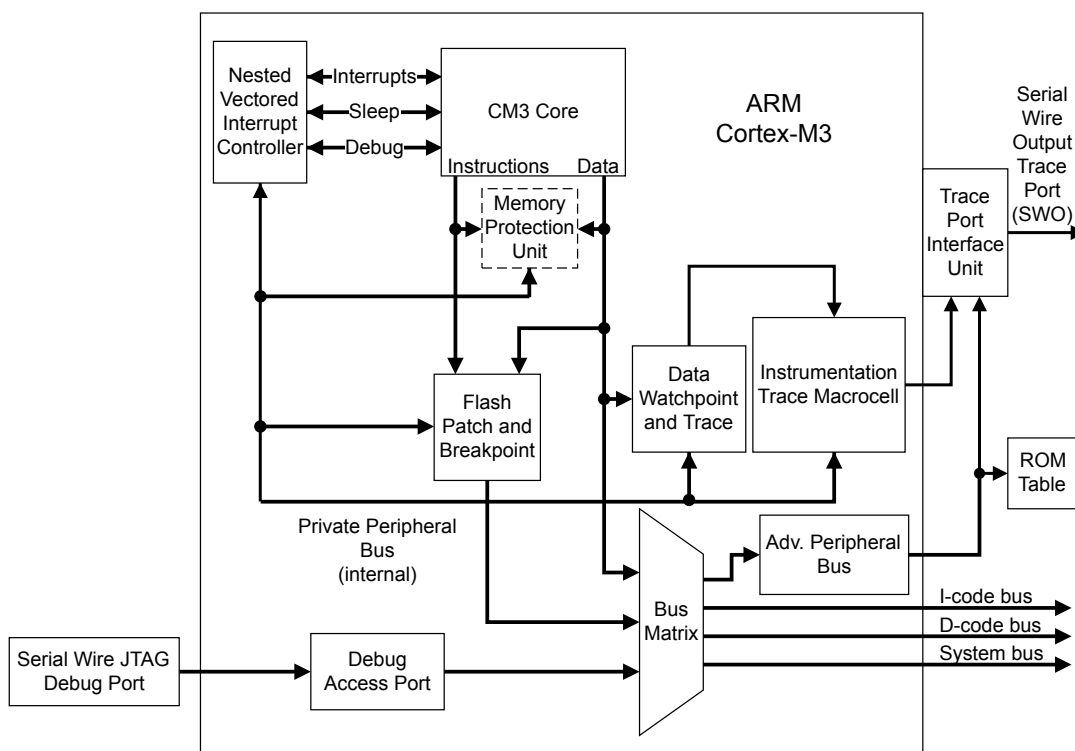 Nested
Vectored
Interrupt
Controller
Interrupts
Sleep
Debug
CM3 Core
Instructions
Data
Memory
Protection
Unit
ARM
Cortex-M3
Serial
Wire
Output
Trace
Port
(SWO)
Trace
Port
Interface
Unit
Flash
Patch and
Breakpoint
Data
Watchpoint
and Trace
Instrumentation
Trace Macrocell
ROM
Table
Private Peripheral
Bus
(internal)
Adv. Peripheral
Bus
Bus
Matrix
I-code bus
D-code bus
System bus
Serial Wire JTAG
Debug Port
Debug
Access Port